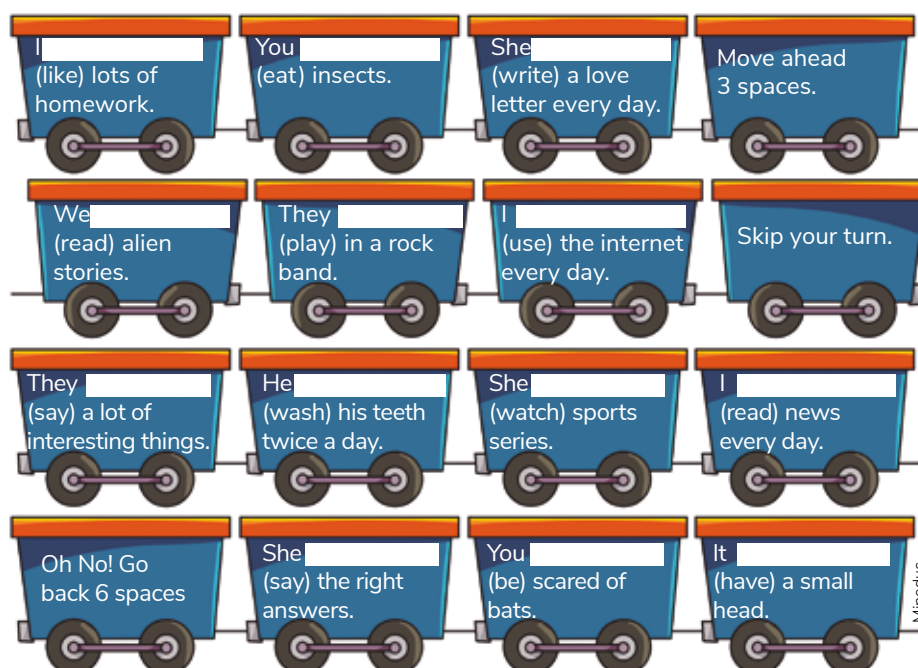 I
(like) lots of
homework.
You
(eat) insects.
She
(write) a love
letter every day.
Move ahead
3 spaces.
We
(read) alien
stories.
They
(play) in a rock
band.
I
(use) the internet
every day.
Skip your turn.
They
(say) a lot of
interesting things.
He
(wash) his teeth
twice a day.
She
(watch) sports
series.
I
(read) news
every day.
Oh No! Go
back 6 spaces
She
(say) the right
answers.
You
(be) scared of
bats.
It
(have) a small
head.